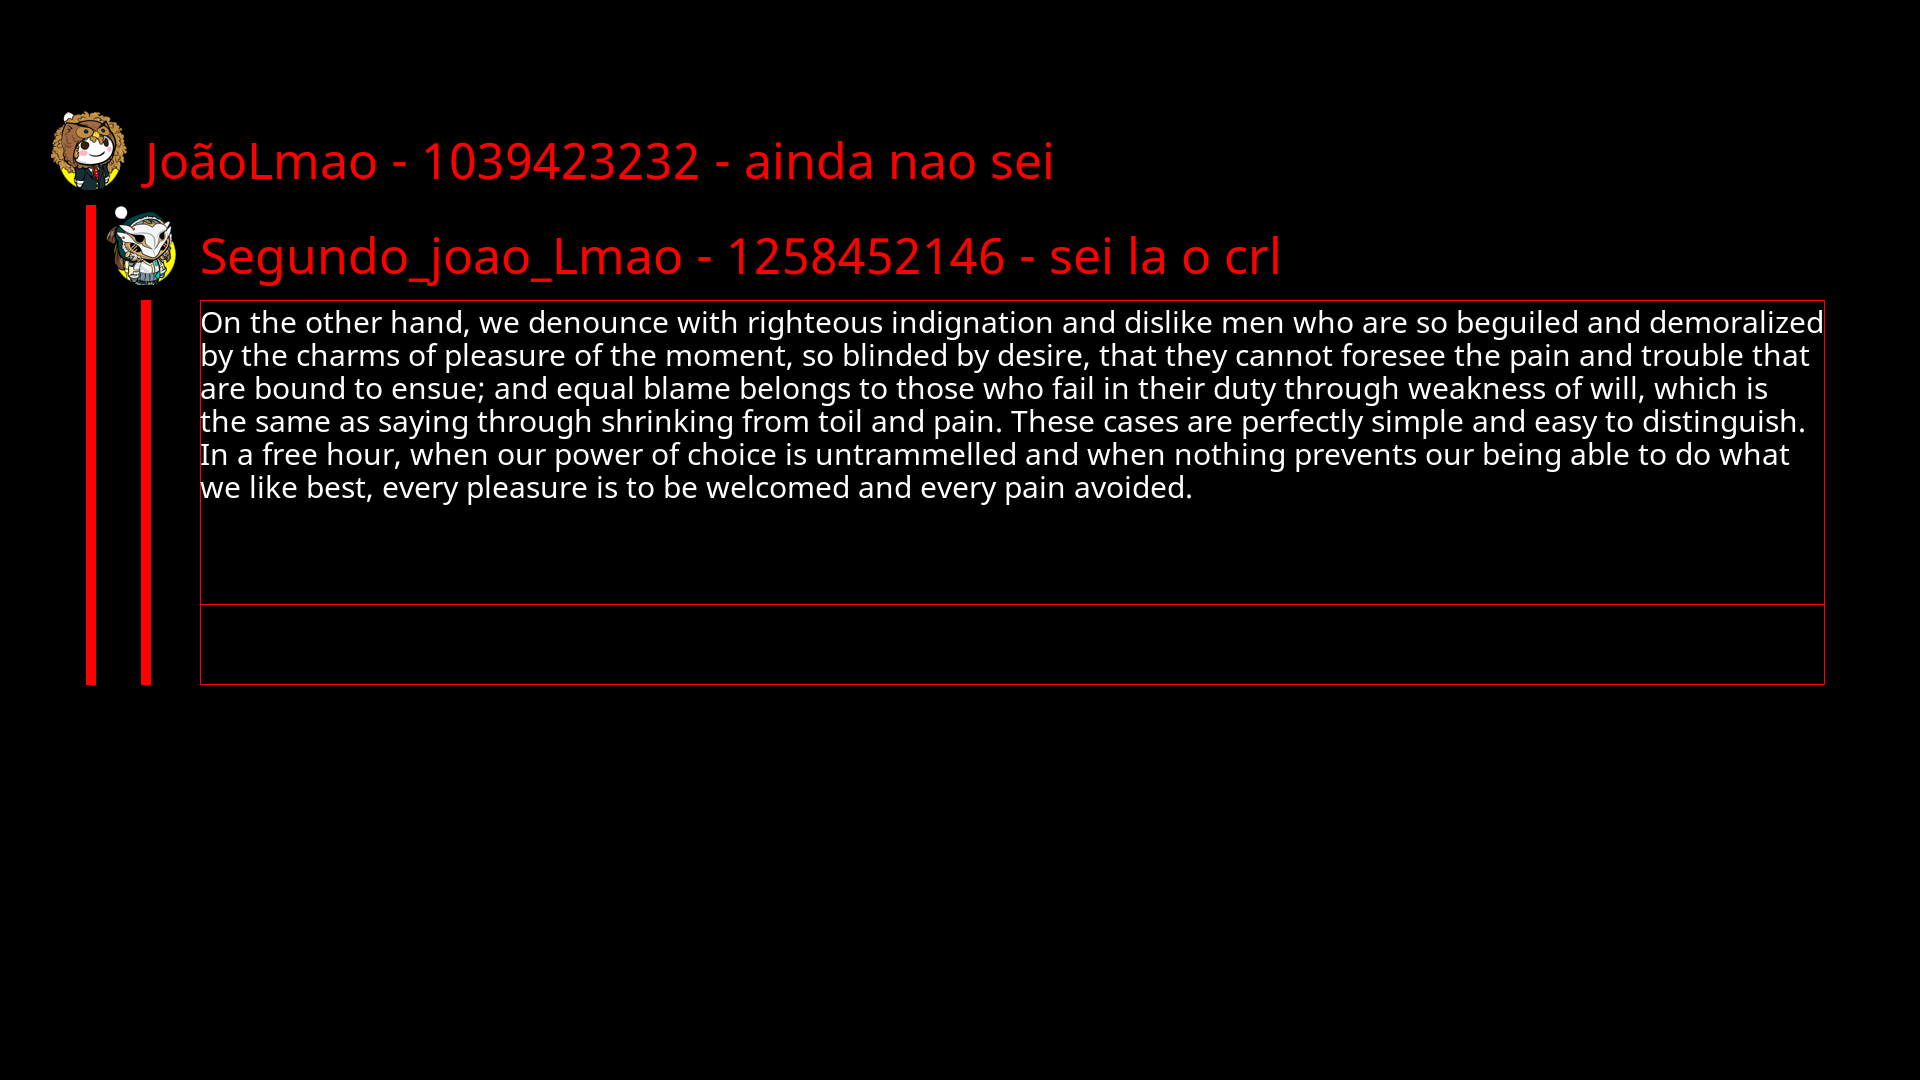 JoãoLmao - 1039423232 - ainda nao sei
Segundo_joao_Lmao - 1258452146 - sei la o crl
On the other hand, we denounce with righteous indignation and dislike men who are so beguiled and demoralized
by the charms of pleasure of the moment, so blinded by desire, that they cannot foresee the pain and trouble that
are bound to ensue; and equal blame belongs to those who fail in their duty through weakness of will, which is
the same as saying through shrinking from toil and pain. These cases are perfectly simple and easy to distinguish.
In a free hour, when our power of choice is untrammelled and when nothing prevents our being able to do what
we like best, every pleasure is to be welcomed and every pain avoided.